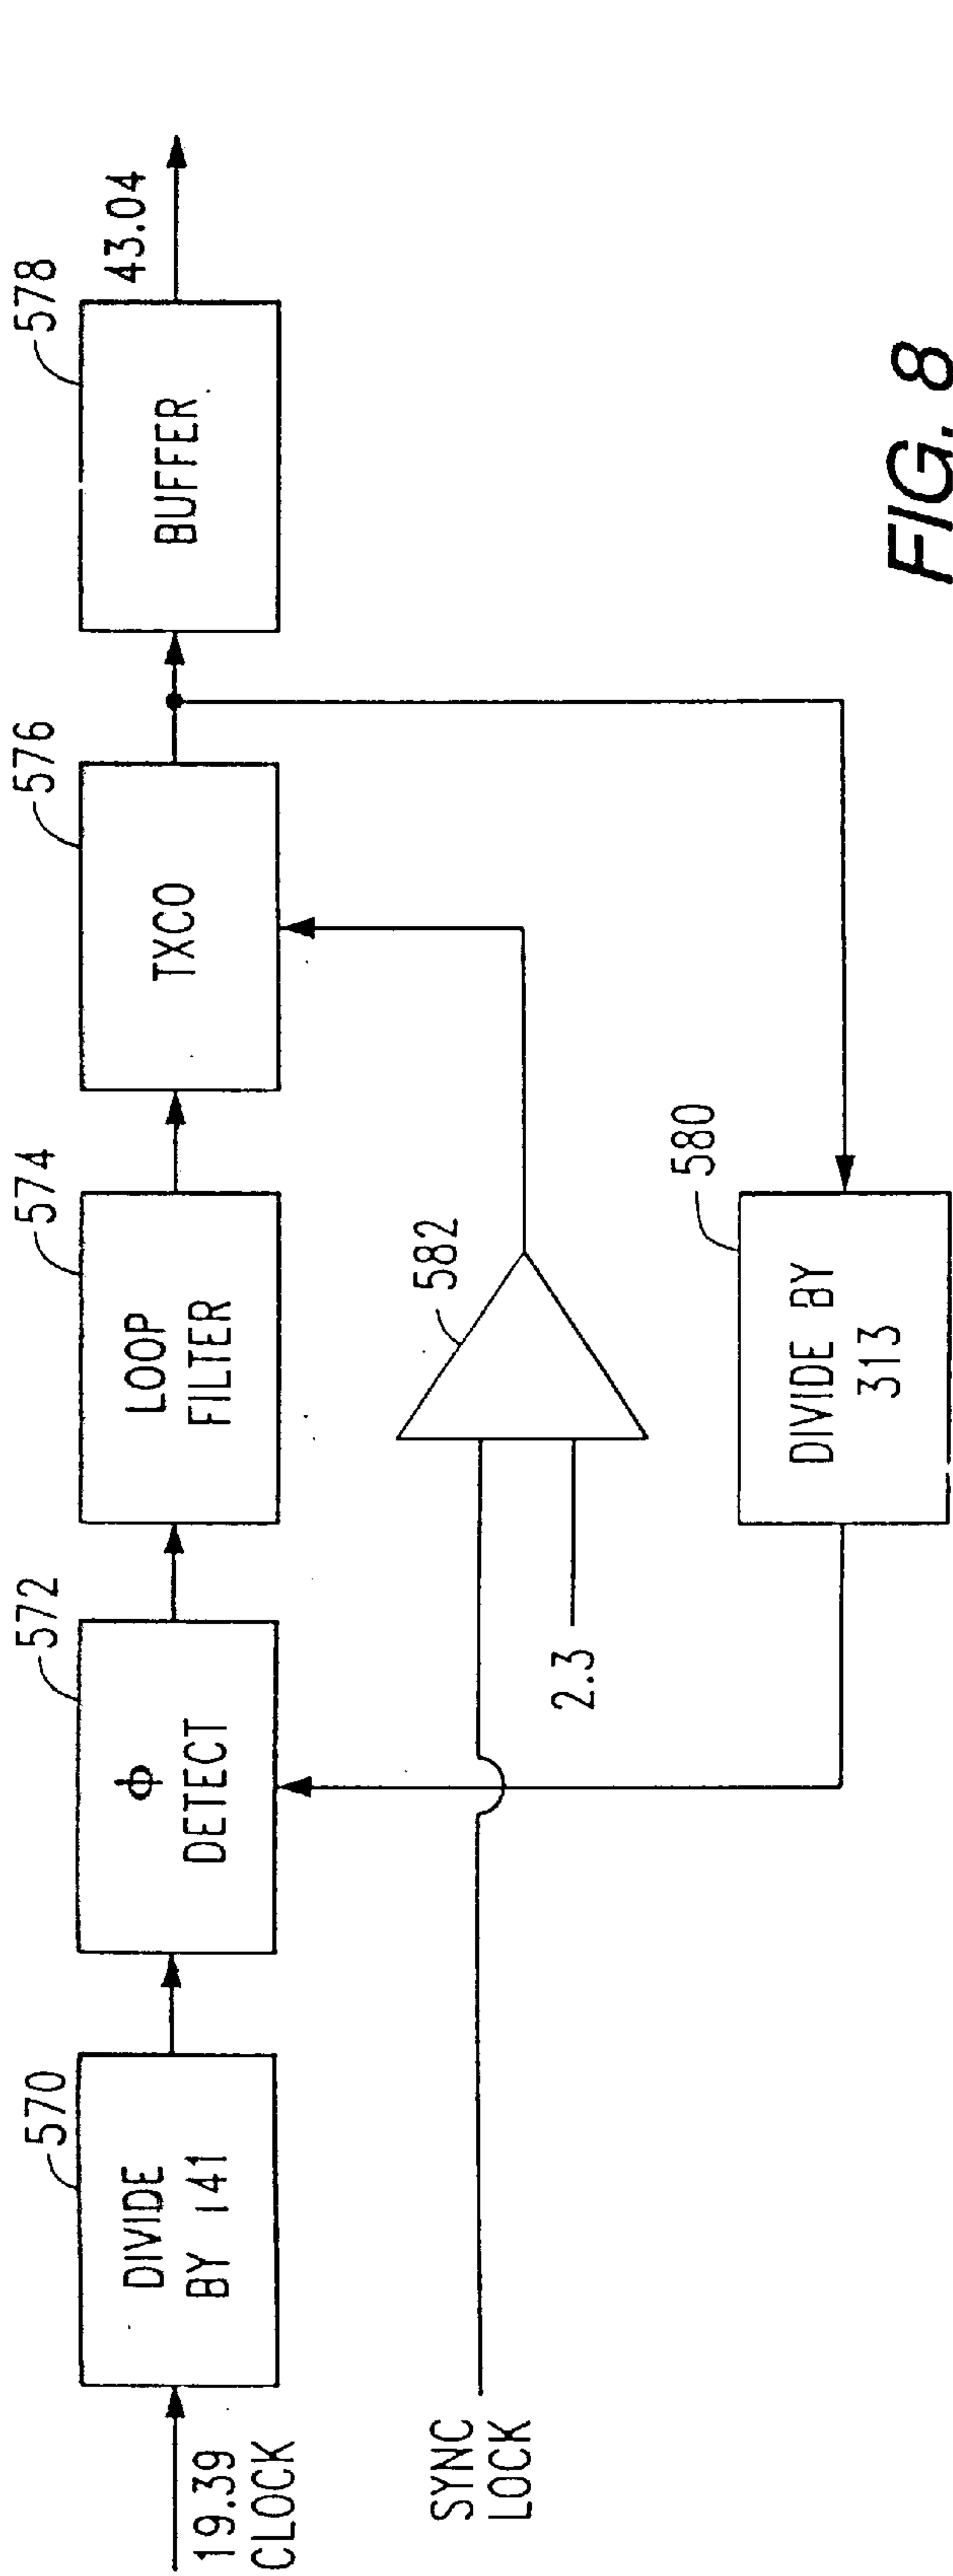 19.39
CLOCK
570
DIVIDE
BY 141
572
Φ
DETECT
574
LOOP
FILTER
576
TXCO
578
BUFFER
43.04
SYNC
LOCK
2.3
582
580
DIVIDE BY
313
FIG. 8